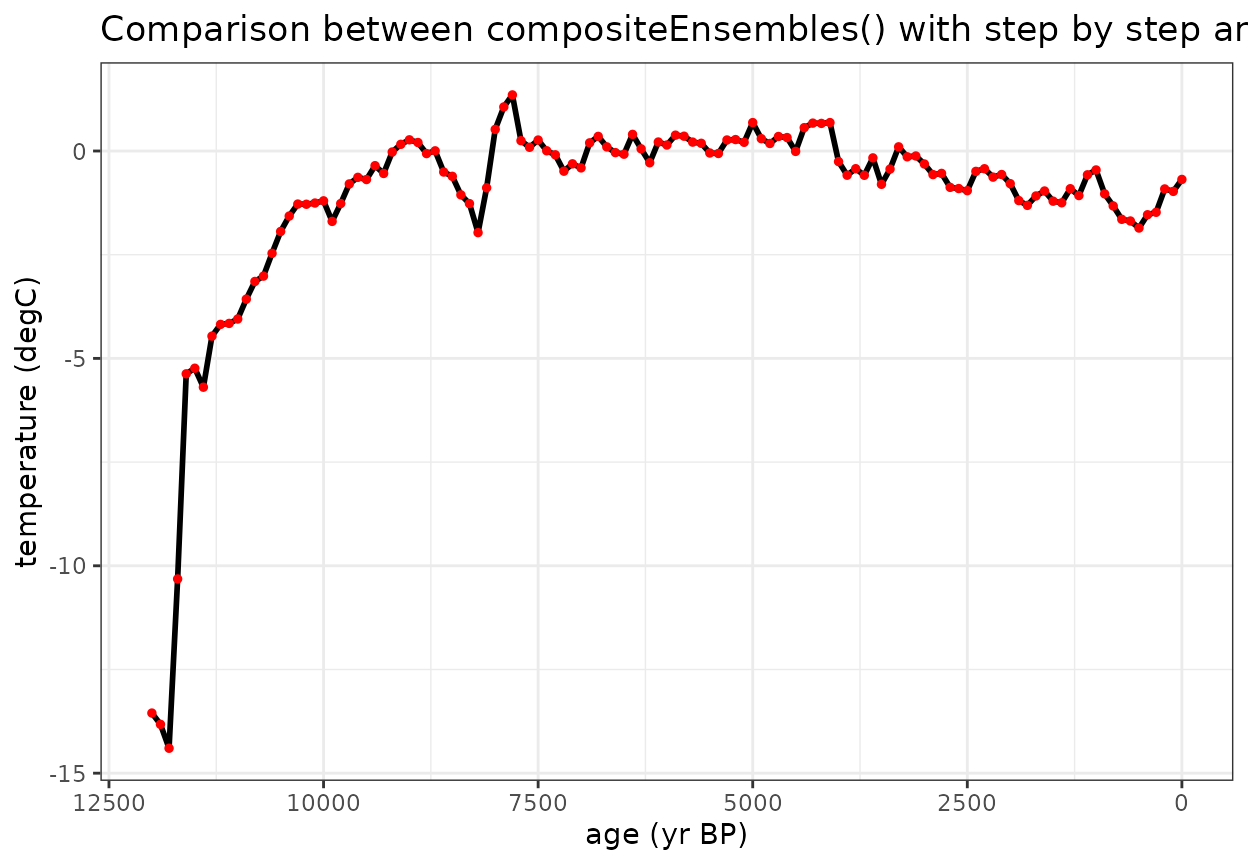 Comparison between compositeEnsembles() with step by step
temperature (degC)
0
-5
-10
-15
12500 10000 7500 5000 2500 0
age (yr BP)